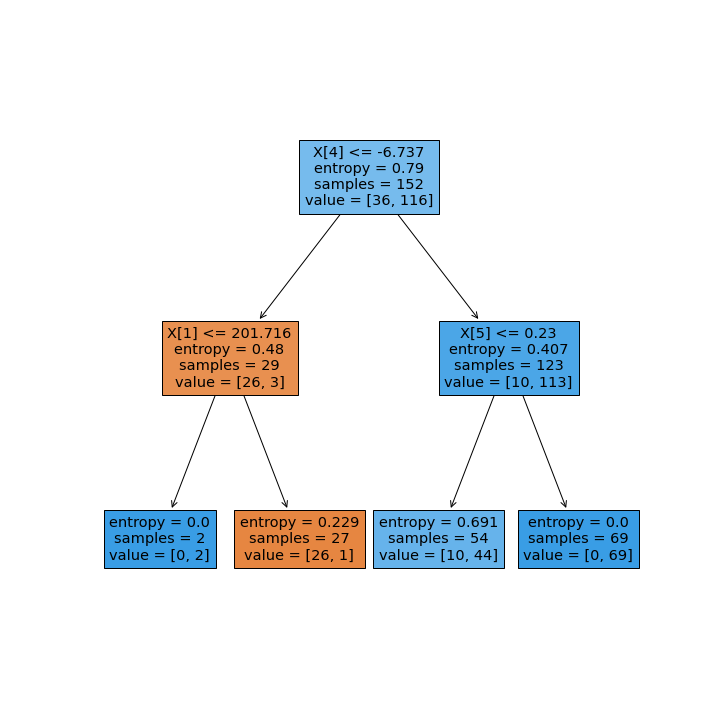 X[4] <= -6.737
entropy = 0.79
samples = 152
value = [36, 116]
X[1] <= 201.716
entropy = 0.48
samples = 29
value = [26, 3]
X[5] <= 0.23
entropy = 0.407
samples = 123
value = [10, 113]
entropy = 0.0
samples = 2
value = [0, 2]
entropy = 0.229
samples = 27
value = [26, 1]
entropy = 0.691
samples = 54
value = [10, 44]
entropy = 0.0
samples = 69
value = [0, 69]